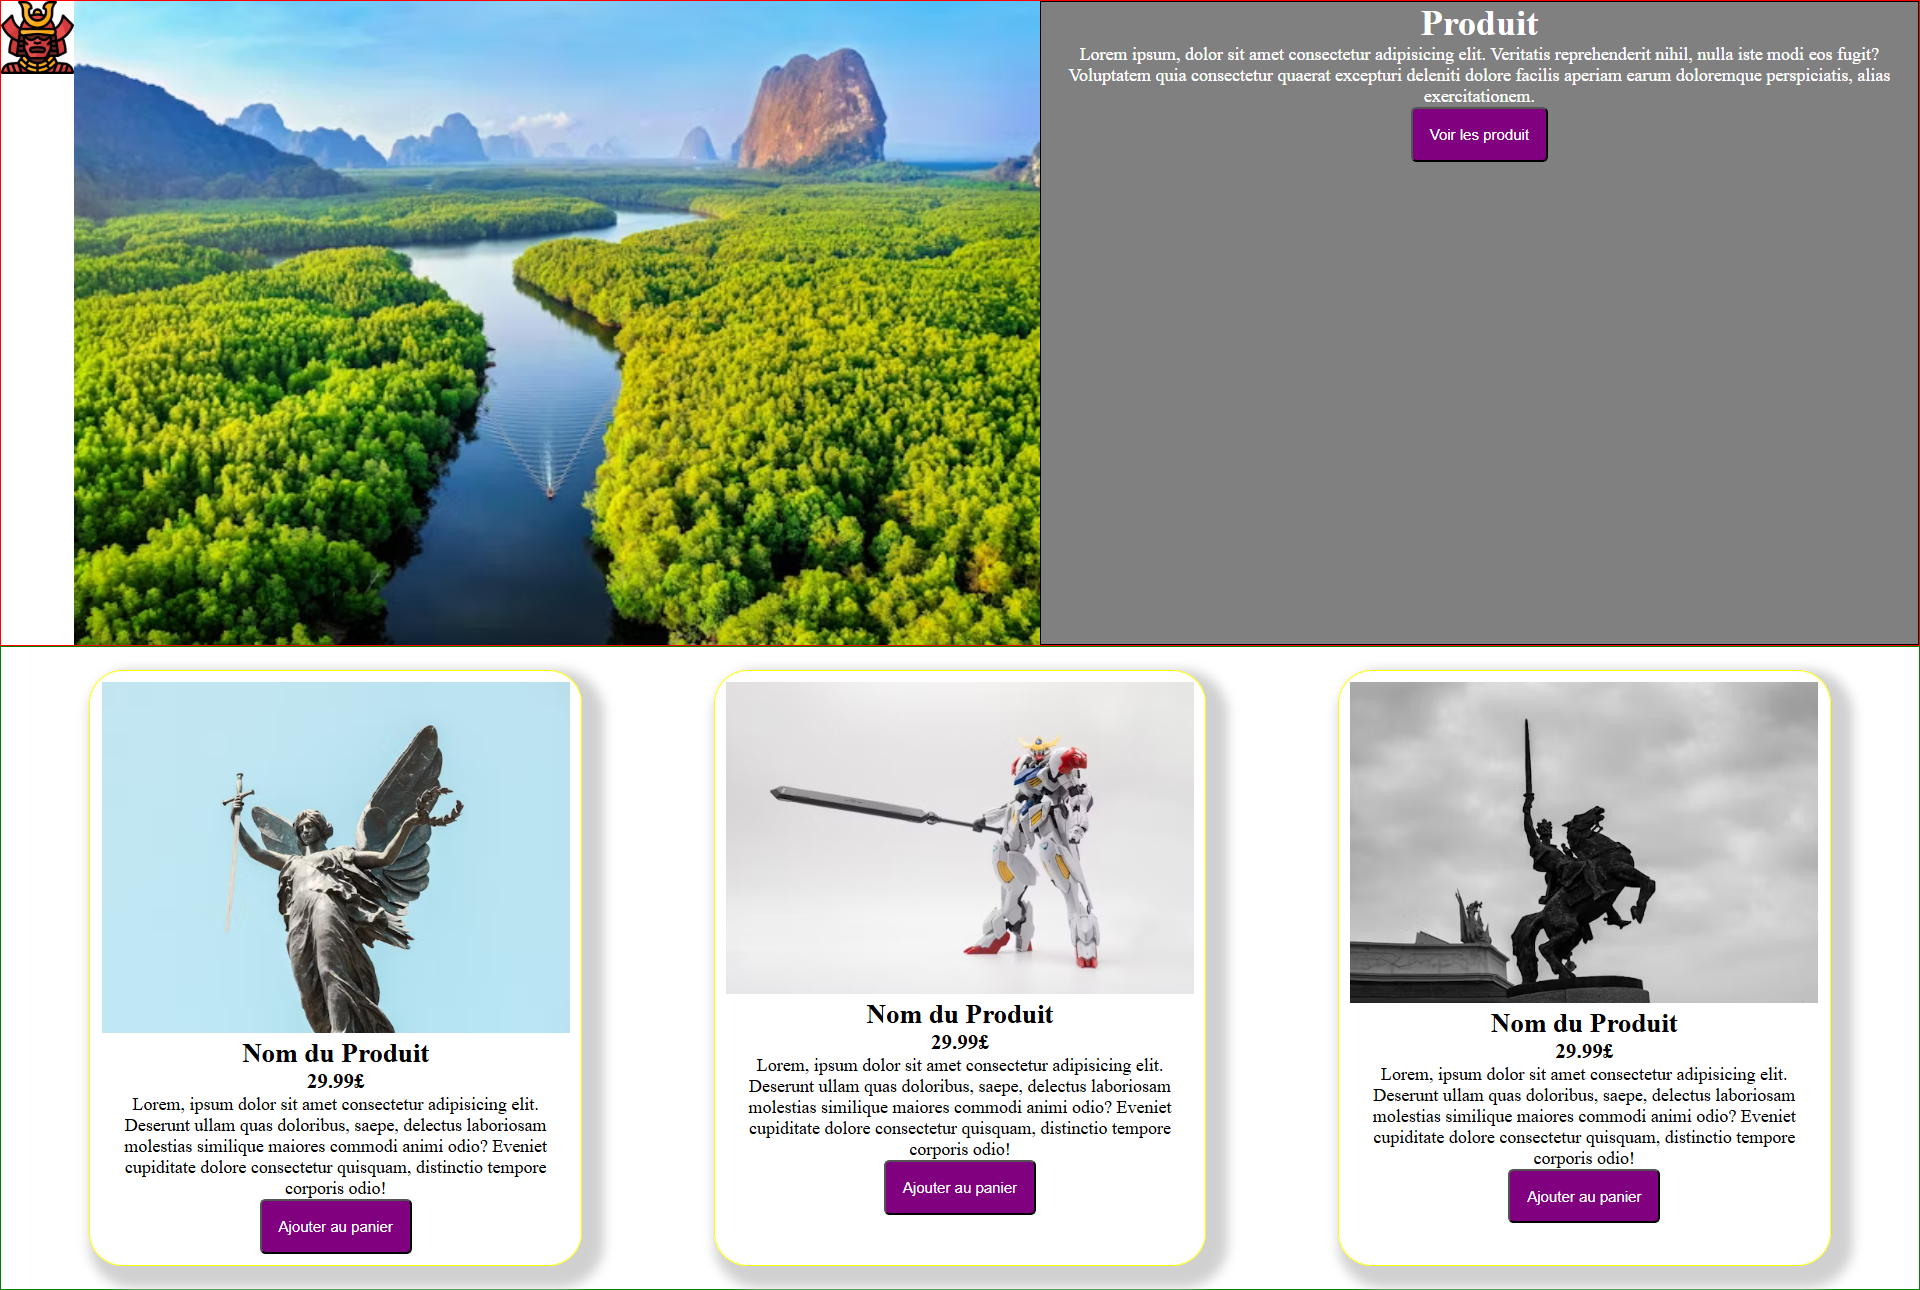 Produit
Lorem ipsum, dolor sit amet consectetur adipisicing elit. Veritatis reprehenderit nihil, nulla iste modi eos fugit?
Voluptatem quia consectetur quaerat excepturi deleniti dolore facilis aperiam earum doloremque perspiciatis, alias
exercitationem.
Voir les produit
Nom du Produit
29.99£
Lorem, ipsum dolor sit amet consectetur adipisicing elit.
Deserunt ullam quas doloribus, saepe, delectus laboriosam
molestias similique maiores commodi animi odio? Eveniet
cupiditate dolore consectetur quisquam, distinctio tempore
corporis odio!
Ajouter au panier
Nom du Produit
29.99£
Lorem, ipsum dolor sit amet consectetur adipisicing elit.
Deserunt ullam quas doloribus, saepe, delectus laboriosam
molestias similique maiores commodi animi odio? Eveniet
cupiditate dolore consectetur quisquam, distinctio tempore
corporis odio!
Ajouter au panier
Nom du Produit
29.99£
Lorem, ipsum dolor sit amet consectetur adipisicing elit.
Deserunt ullam quas doloribus, saepe, delectus laboriosam
molestias similique maiores commodi animi odio? Eveniet
cupiditate dolore consectetur quisquam, distinctio tempore
corporis odio!
Ajouter au panier